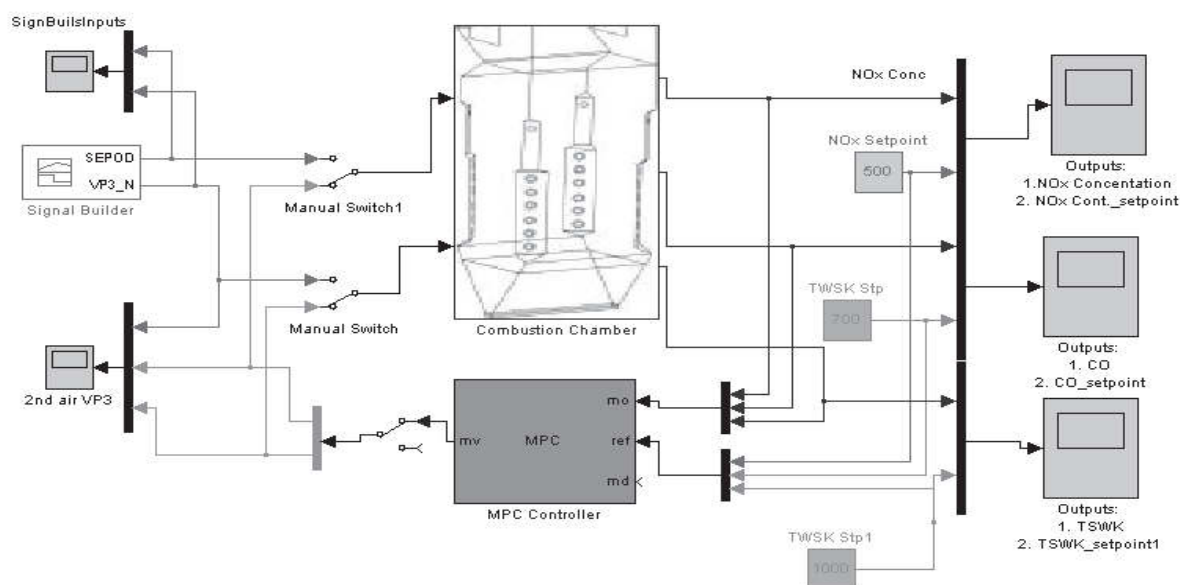 SignBuilsInputs
SEPOD
VP3_N
Signal Builder
Manual Switch1
Manual Switch
2nd air VP3
Combustion Chamber
mo
mv
MPC
ref
md
MPC Controller
NOx Conc
NOx Setpoint
500
TWSK Stp
700
TWSK Stp1
1000
Outputs:
1.NOx Concentation
2. NOx Cont._setpoint
Outputs:
1. CO
2. CO_setpoint
Outputs:
1. TSWK
2. TSWK_setpoint1